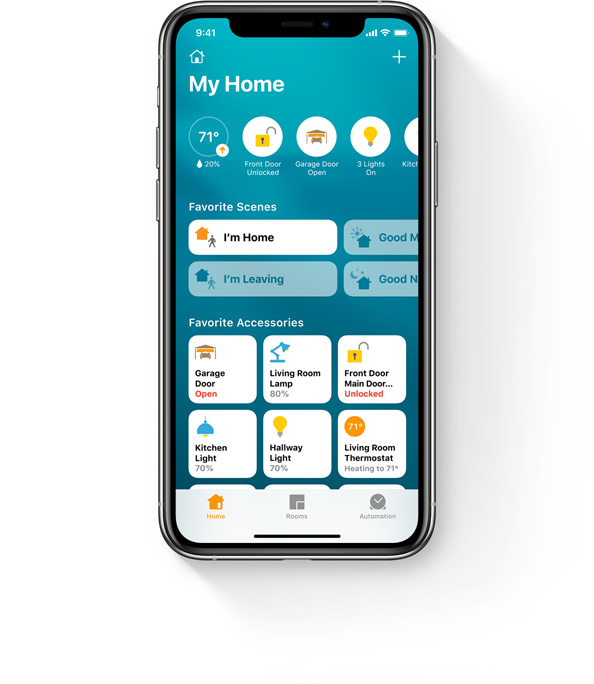 9:41
My Home
71°
20%
Front Door
Unlocked
Garage Door
Open
3 Lights
On
Kitch
Favorite Scenes
I'm Home
Good M
I'm Leaving
Good N
Favorite Accessories
Garage
Door
Open
Living Room
Lamp
80%
Front Door
Main Door...
Unlocked
Kitchen
Light
70%
Hallway
Light
70%
71°
Living Room
Thermostat
Heating to 71°
Home
Rooms
Automation